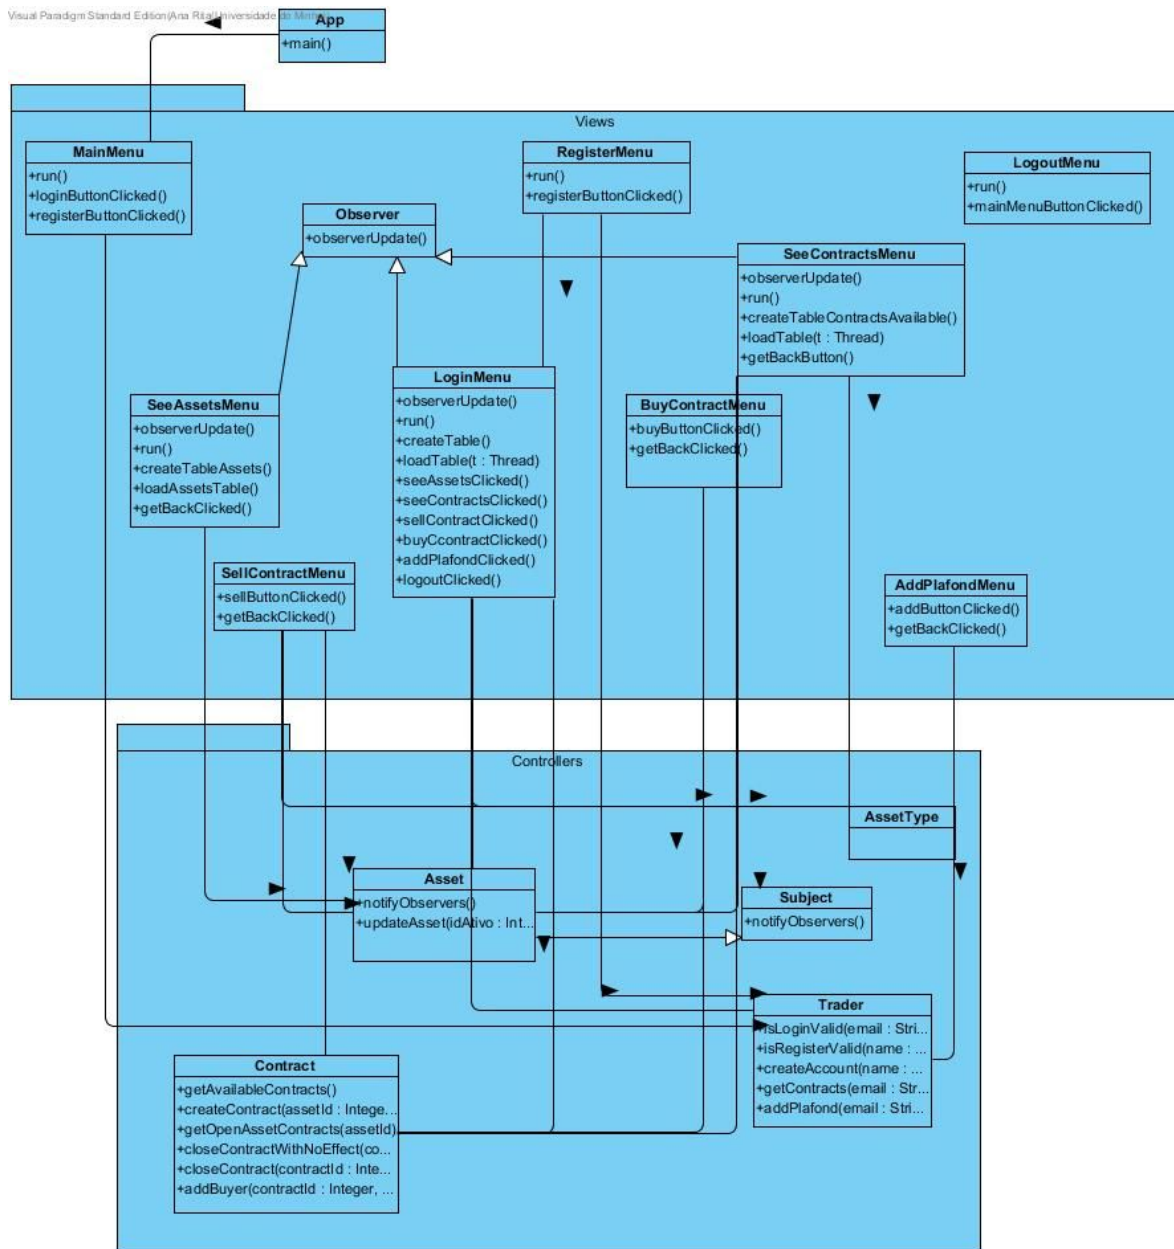 Visual Paradigm Standard Edition(Ana Rita(Universidade do Minho))
App
+main()
Views
MainMenu
+run()
+loginButtonClicked()
+registerButtonClicked()
RegisterMenu
+run()
+registerButtonClicked()
LogoutMenu
+run()
+mainMenuButtonClicked()
Observer
+observerUpdate()
SeeContractsMenu
+observerUpdate()
+run()
+createTableContractsAvailable()
+loadTable(t : Thread)
+getBackButton()
SeeAssetsMenu
+observerUpdate()
+run()
+createTableAssets()
+loadAssetsTable()
+getBackClicked()
LoginMenu
+observerUpdate()
+run()
+createTable()
+loadTable(t : Thread)
+seeAssetsClicked()
+seeContractsClicked()
+sellContractClicked()
+buyCcontractClicked()
+addPlafondClicked()
+logoutClicked()
BuyContractMenu
+buyButtonClicked()
+getBackClicked()
SellContractMenu
+sellButtonClicked()
+getBackClicked()
AddPlafondMenu
+addButtonClicked()
+getBackClicked()
Controllers
AssetType
Asset
+notifyObservers()
+updateAsset(idAtivo : Int...
Subject
+notifyObservers()
Trader
+isLoginValid(email : Stri...
+isRegisterValid(name : ...
+createAccount(name : ...
+getContracts(email : Str...
+addPlafond(email : Stri...
Contract
+getAvailableContracts()
+createContract(assetId : Intege...
+getOpenAssetContracts(assetId)
+closeContractWithNoEffect(co...
+closeContract(contractId : Inte...
+addBuyer(contractId : Integer, ...